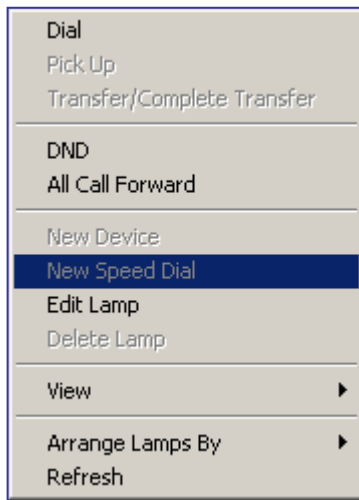 Dial
Pick Up
Transfer/Complete Transfer
DND
All Call Forward
New Device
New Speed Dial
Edit Lamp
Delete Lamp
View
Arrange Lamps By
Refresh